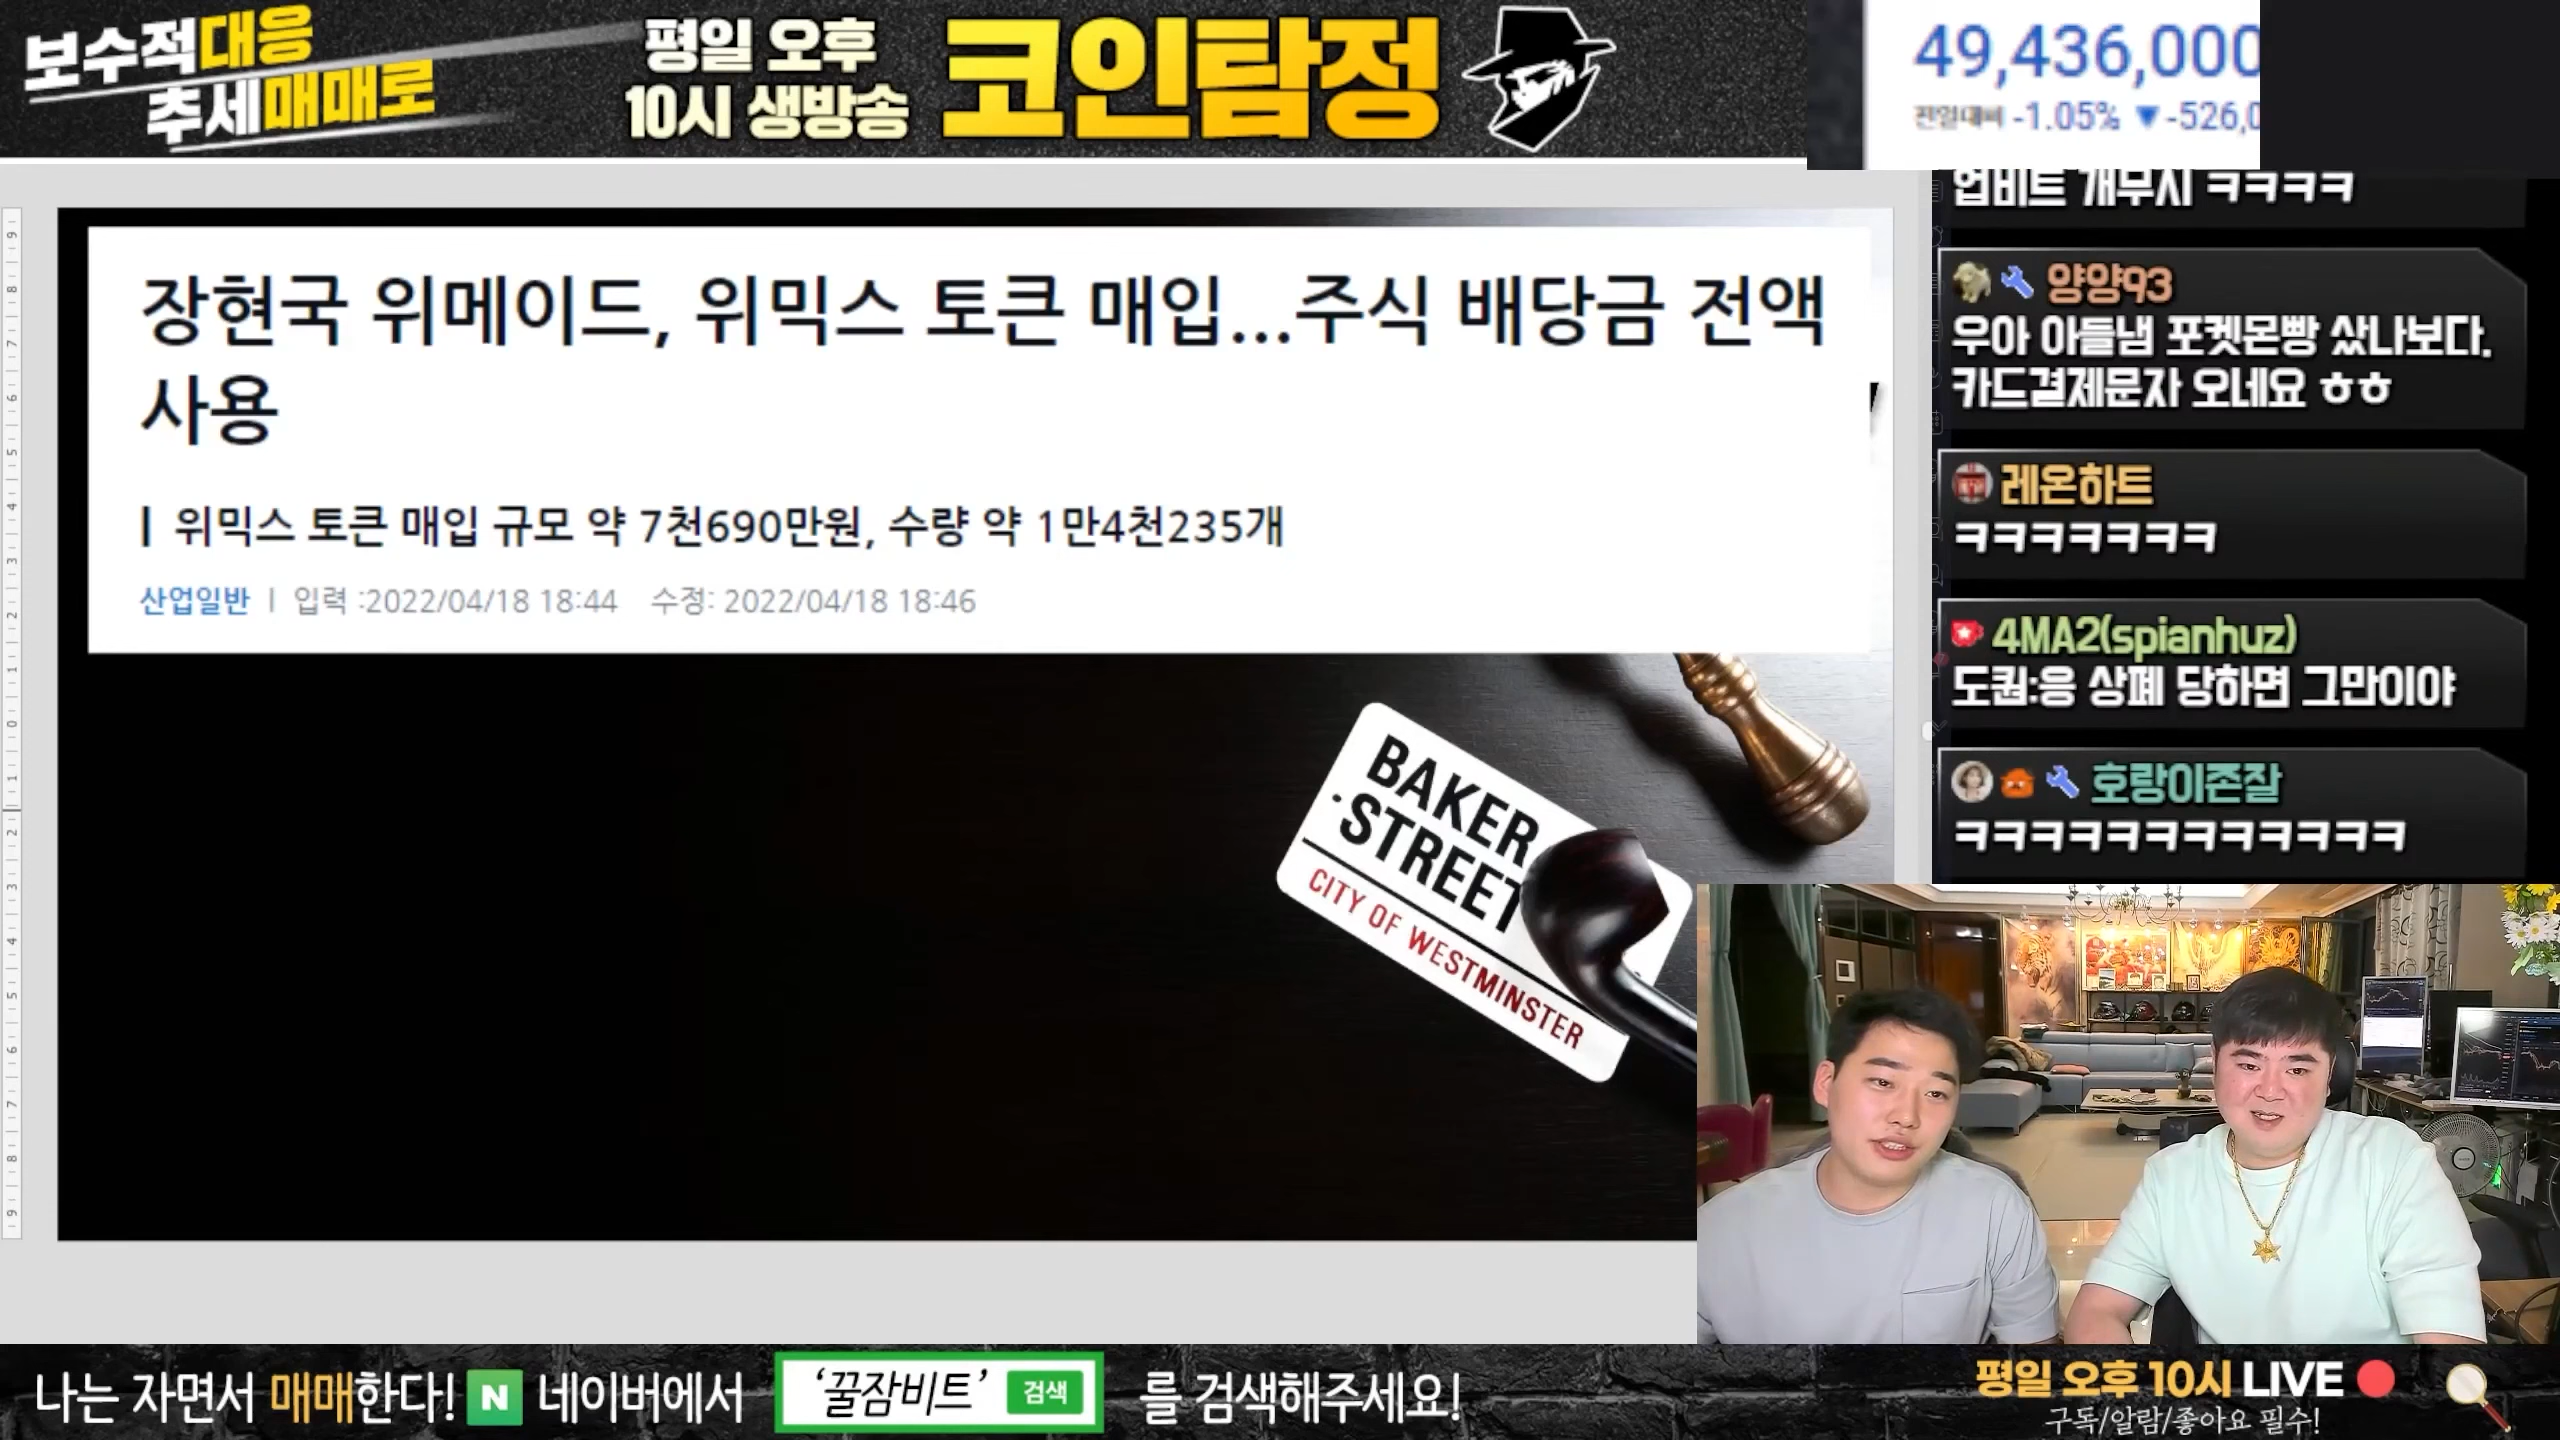 보수적대응
추세매매로
평일 오후
10시 생방송
코인탐정
49,436,000
전일대비 -1.05% ▼-526,0
업비트 개무시 ㅋㅋㅋㅋ
양양93
우아 아들냄 포켓몬빵 샀나보다.
카드결제문자 오네요 ㅎㅎ
레온하트
ㅋㅋㅋㅋㅋㅋㅋ
4MA2(spianhuz)
도퀍:응 상폐 당하면 그만이야
호랑이존잘
ㅋㅋㅋㅋㅋㅋㅋㅋㅋㅋㅋㅋ
장현국 위메이드, 위믹스 토큰 매입...주식 배당금 전액
사용
| 위믹스 토큰 매입 규모 약 7천690만원, 수량 약 1만4천235개
산업일반 | 입력 :2022/04/18 18:44 수정: 2022/04/18 18:46
BAKER
STREET
CITY OF WESTMINSTER
나는 자면서 매매한다! N 네이버에서 '꿀잠비트' 검색 를 검색해주세요!
평일 오후 10시 LIVE
구독/알람/좋아요 필수!